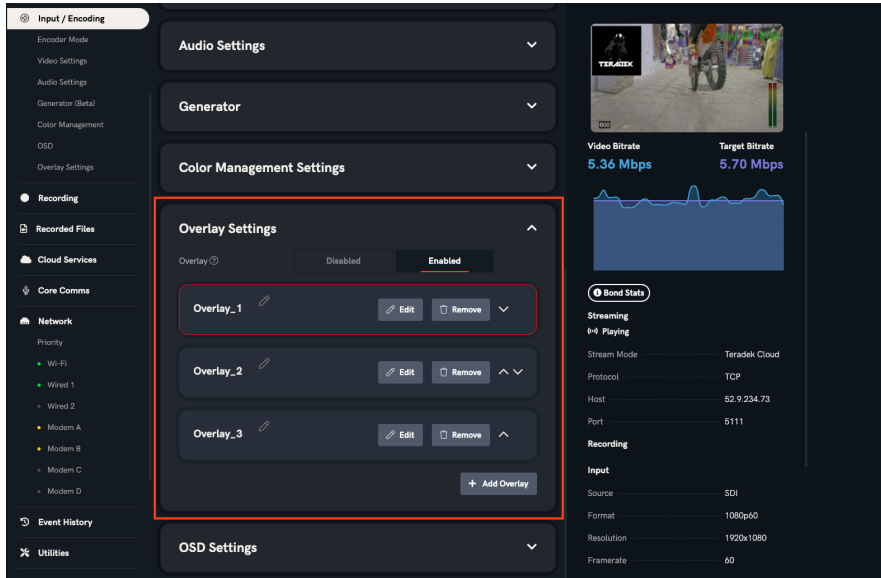 Input / Encoding
Encoder Mode
Video Settings
Audio Settings
Generator (Beta)
Color Management
OSD
Overlay Settings
Recording
Recorded Files
Cloud Services
Core Comms
Network
Priority
Wi-Fi
Wired 1
Wired 2
Modem A
Modem B
Modem C
Modem D
Event History
Utilities
Audio Settings
Generator
Color Management Settings
Overlay Settings
Overlay
Disabled
Enabled
Overlay_1
Edit
Remove
Overlay_2
Edit
Remove
Overlay_3
Edit
Remove
+ Add Overlay
OSD Settings
TERADEK
600
Video Bitrate
Target Bitrate
5.36 Mbps
5.70 Mbps
Bond Stats
Streaming
Playing
Stream Mode
Teradek Cloud
Protocol
TCP
Host
52.9.234.73
Port
5111
Recording
Input
Source
SDI
Format
1080p60
Resolution
1920x1080
Framerate
60